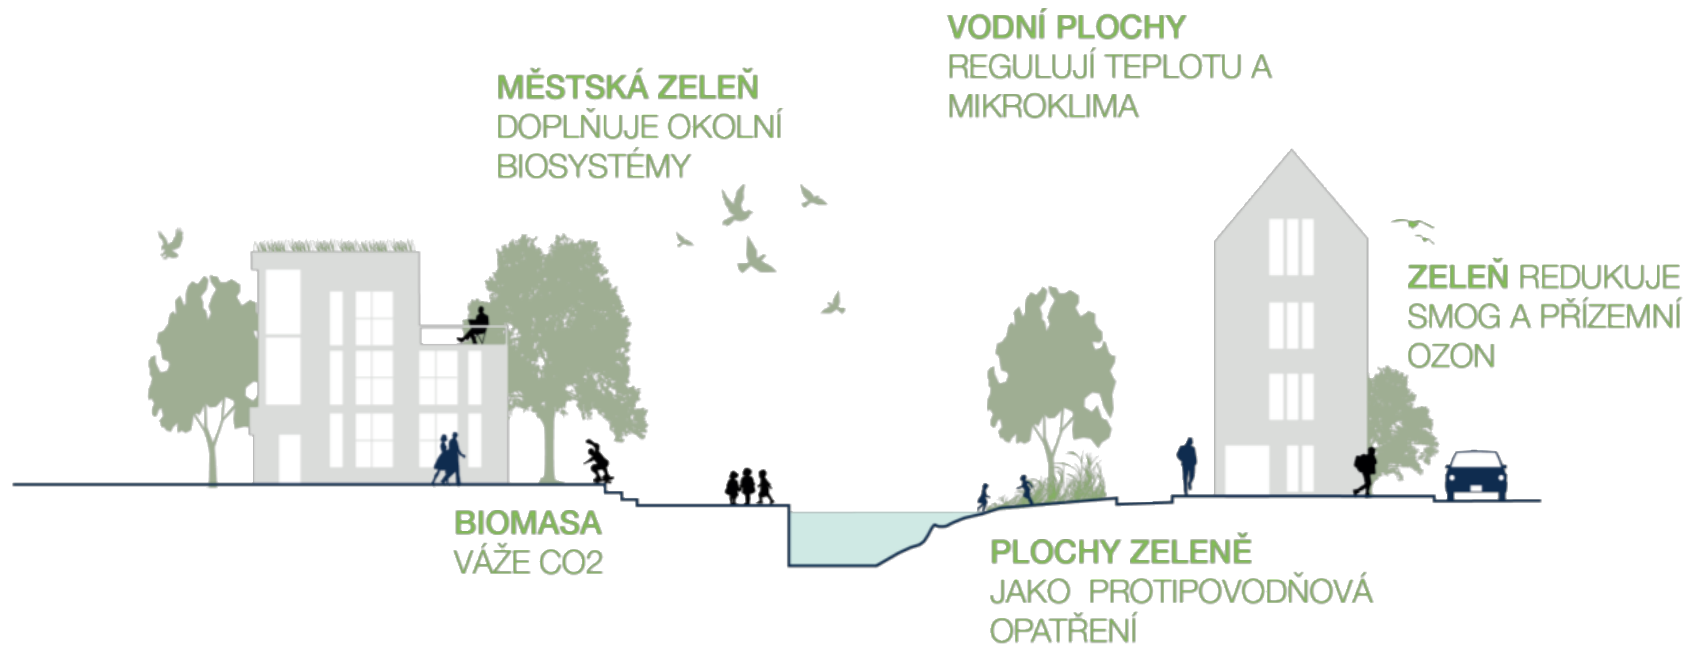 VODNÍ PLOCHY
REGULUJÍ TEPLOTU A
MIKROKLIMA
MĚSTSKÁ ZELEŇ
DOPLŇUJE OKOLNÍ
BIOSYSTÉMY
ZELEŇ REDUKUJE
SMOG A PŘÍZEMNÍ
OZON
BIOMASA
VÁŽE CO2
PLOCHY ZELENĚ
JAKO PROTIPOVODŇOVÁ
OPATŘENÍ